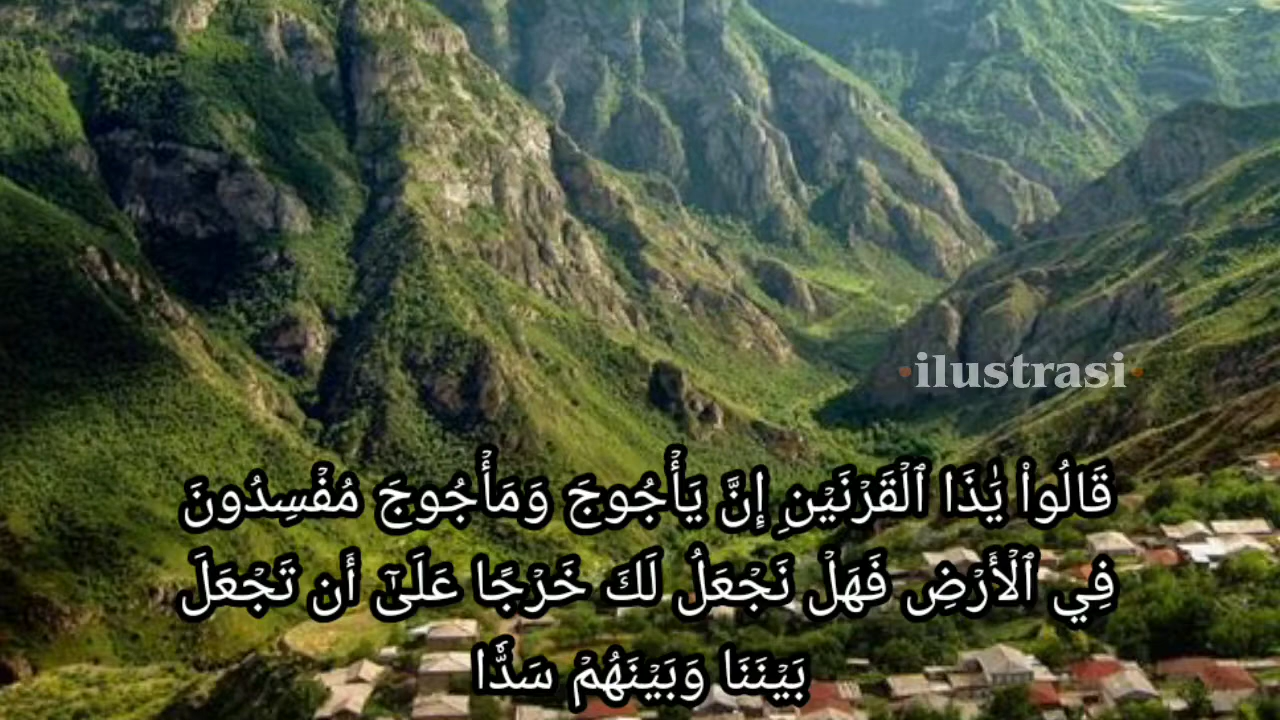 •ilustrasi•
قَالُوا۟ يَٰذَا ٱلْقَرْنَيْنِ إِنَّ يَأْجُوجَ وَمَأْجُوجَ مُفْسِدُونَ
فِي ٱلْأَرْضِ فَهَلْ نَجْعَلُ لَكَ خَرْجًا عَلَىٰٓ أَن تَجْعَلَ
بَيْنَنَا وَبَيْنَهُمْ سَدًّا